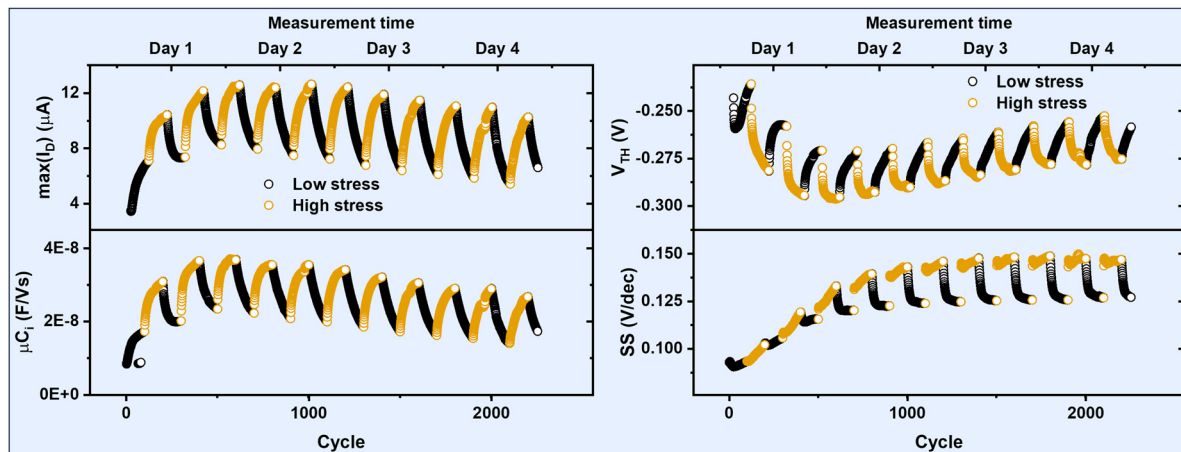 Measurement time
Day 1 Day 2 Day 3 Day 4
max(I_D) (μA)
12
8
4
Low stress
High stress
μC_i (F/Vs)
4E-8
2E-8
0E+0
0 1000 2000
Cycle
Measurement time
Day 1 Day 2 Day 3 Day 4
V_TH (V)
-0.250
-0.275
-0.300
Low stress
High stress
SS (V/dec)
0.150
0.125
0.100
0 1000 2000
Cycle